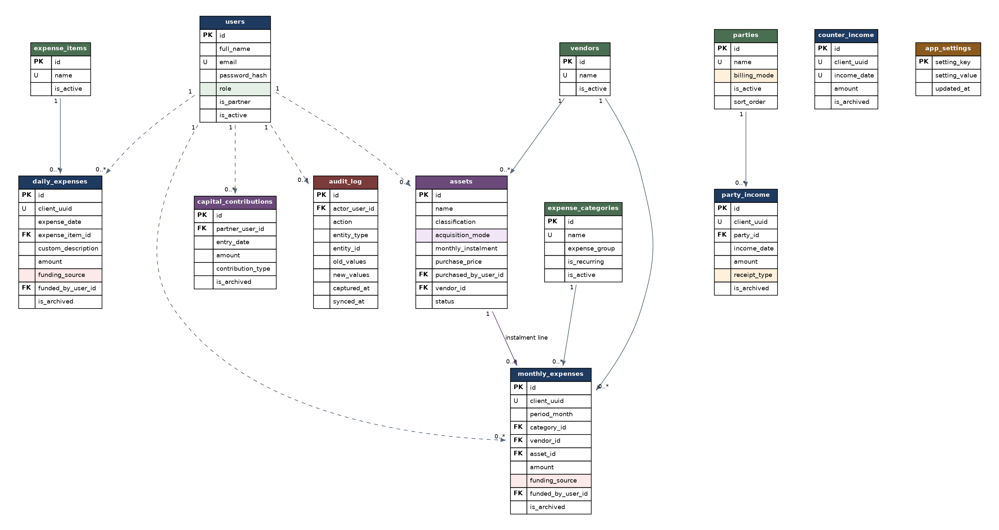 users
PK id
full_name
U email
password_hash
role
is_partner
is_active
expense_items
PK id
U name
is_active
vendors
PK id
U name
is_active
parties
PK id
U name
billing_mode
is_active
sort_order
counter_income
PK id
U client_uuid
U income_date
amount
is_archived
app_settings
PK setting_key
setting_value
updated_at
1
1
1
1
1
1
1
1
1
1
0..*
0..*
0..*
0..*
0..*
0..*
0..*
daily_expenses
PK id
U client_uuid
expense_date
FK expense_item_id
custom_description
amount
funding_source
FK funded_by_user_id
is_archived
capital_contributions
PK id
FK partner_user_id
entry_date
amount
contribution_type
is_archived
audit_log
PK id
FK actor_user_id
action
entity_type
entity_id
old_values
new_values
captured_at
synced_at
assets
PK id
name
classification
acquisition_mode
monthly_instalment
purchase_price
FK purchased_by_user_id
FK vendor_id
status
expense_categories
PK id
U name
expense_group
is_recurring
is_active
party_income
PK id
U client_uuid
FK party_id
income_date
amount
receipt_type
is_archived
1
1
instalment line
0..*
0..*
0..*
0..*
monthly_expenses
PK id
U client_uuid
period_month
FK category_id
FK vendor_id
FK asset_id
amount
funding_source
FK funded_by_user_id
is_archived